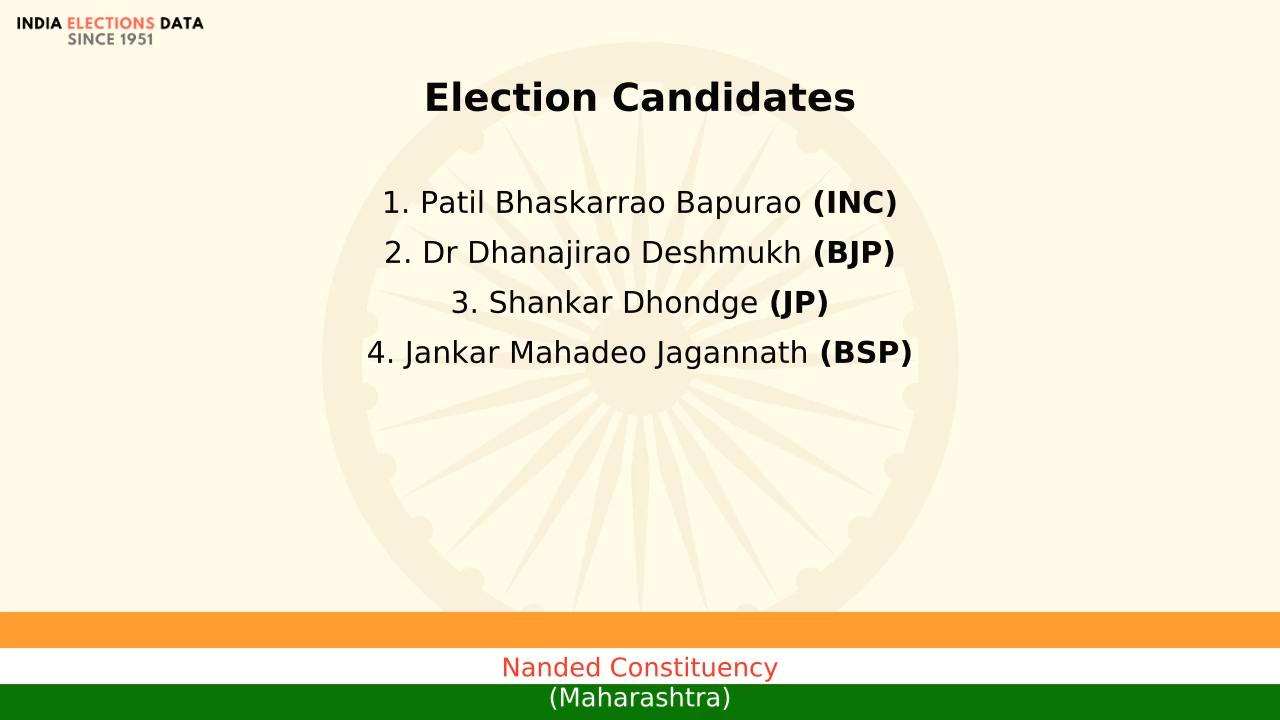 INDIA ELECTIONS DATA
SINCE 1951
Election Candidates
1. Patil Bhaskarrao Bapurao (INC)
2. Dr Dhanajirao Deshmukh (BJP)
3. Shankar Dhondge (JP)
4. Jankar Mahadeo Jagannath (BSP)
Nanded Constituency
(Maharashtra)